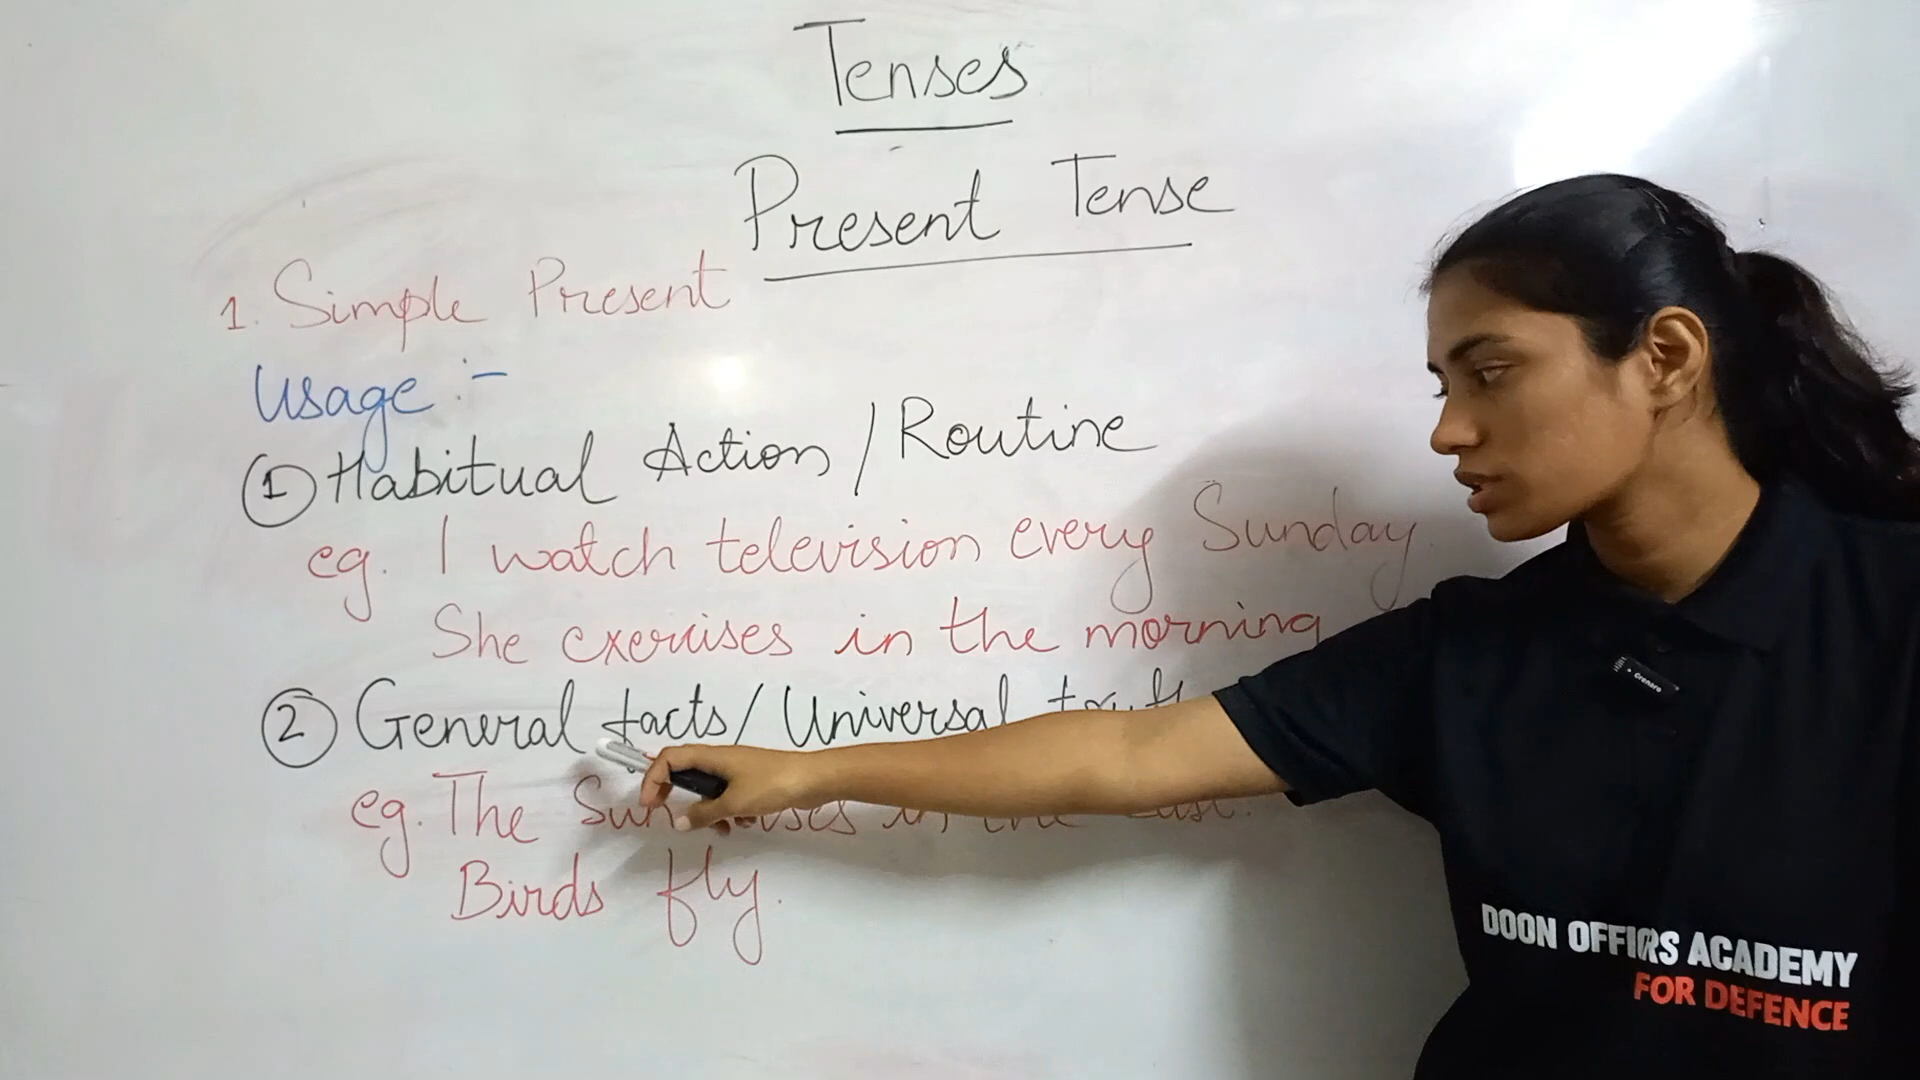 Tenses
Present Tense
1. Simple Present
Usage :-
① Habitual Action / Routine
eg. I watch television every Sunday.
She exercises in the morning
② General facts / Universal
eg. The Sun in the East.
Birds fly.
DOON OFFICRS ACADEMY
FOR DEFENCE